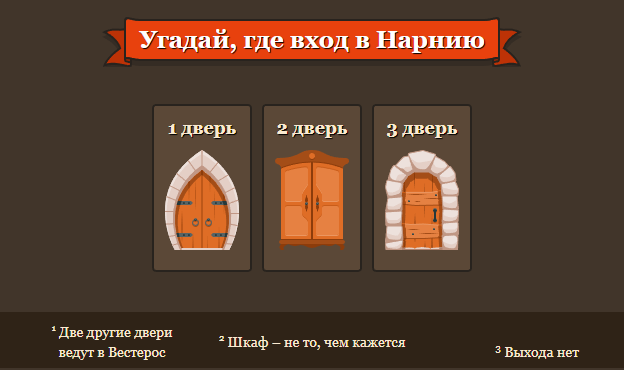 Угадай, где вход в Нарнию
1 дверь
2 дверь
3 дверь
¹ Две другие двери
ведут в Вестерос
² Шкаф – не то, чем кажется
³ Выхода нет